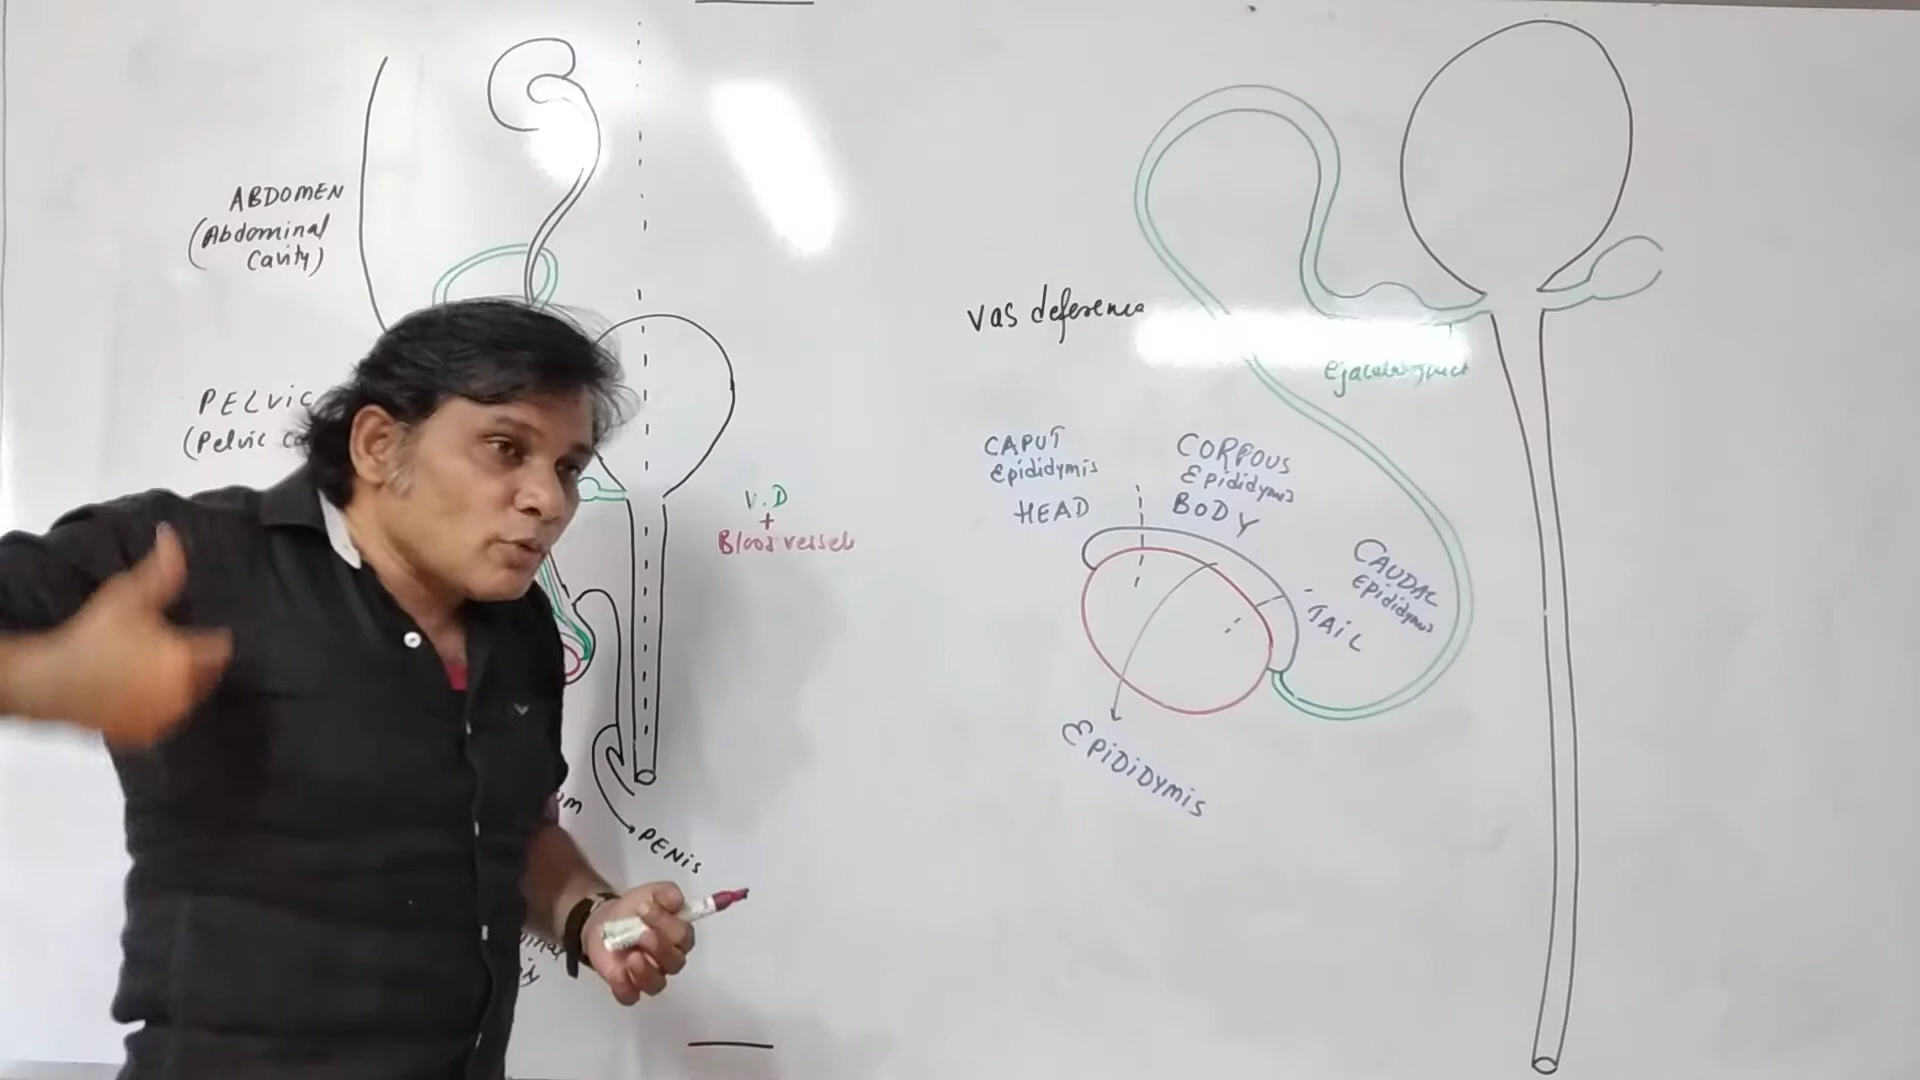 ABDOMEN
(Abdominal
Cavity)
PELVIC
(Pelvic
V.D
+
Blood vessels
PENIS
vas deference
CAPUT
Epididymis
HEAD
CORPOUS
Epididymis
BODY
CAUDAL
Epididymis
TAIL
EPIDIDYMIS